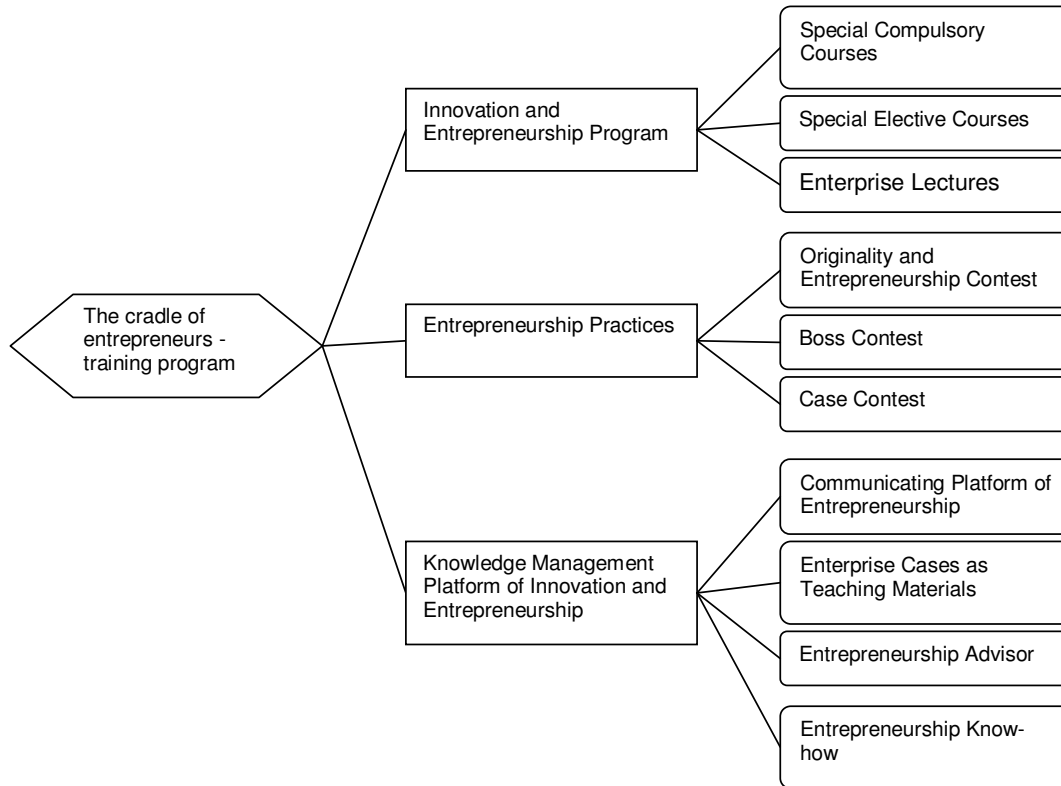 The cradle of
entrepreneurs -
training program
Innovation and
Entrepreneurship Program
Special Compulsory
Courses
Special Elective Courses
Enterprise Lectures
Entrepreneurship Practices
Originality and
Entrepreneurship Contest
Boss Contest
Case Contest
Knowledge Management
Platform of Innovation and
Entrepreneurship
Communicating Platform of
Entrepreneurship
Enterprise Cases as
Teaching Materials
Entrepreneurship Advisor
Entrepreneurship Know-
how